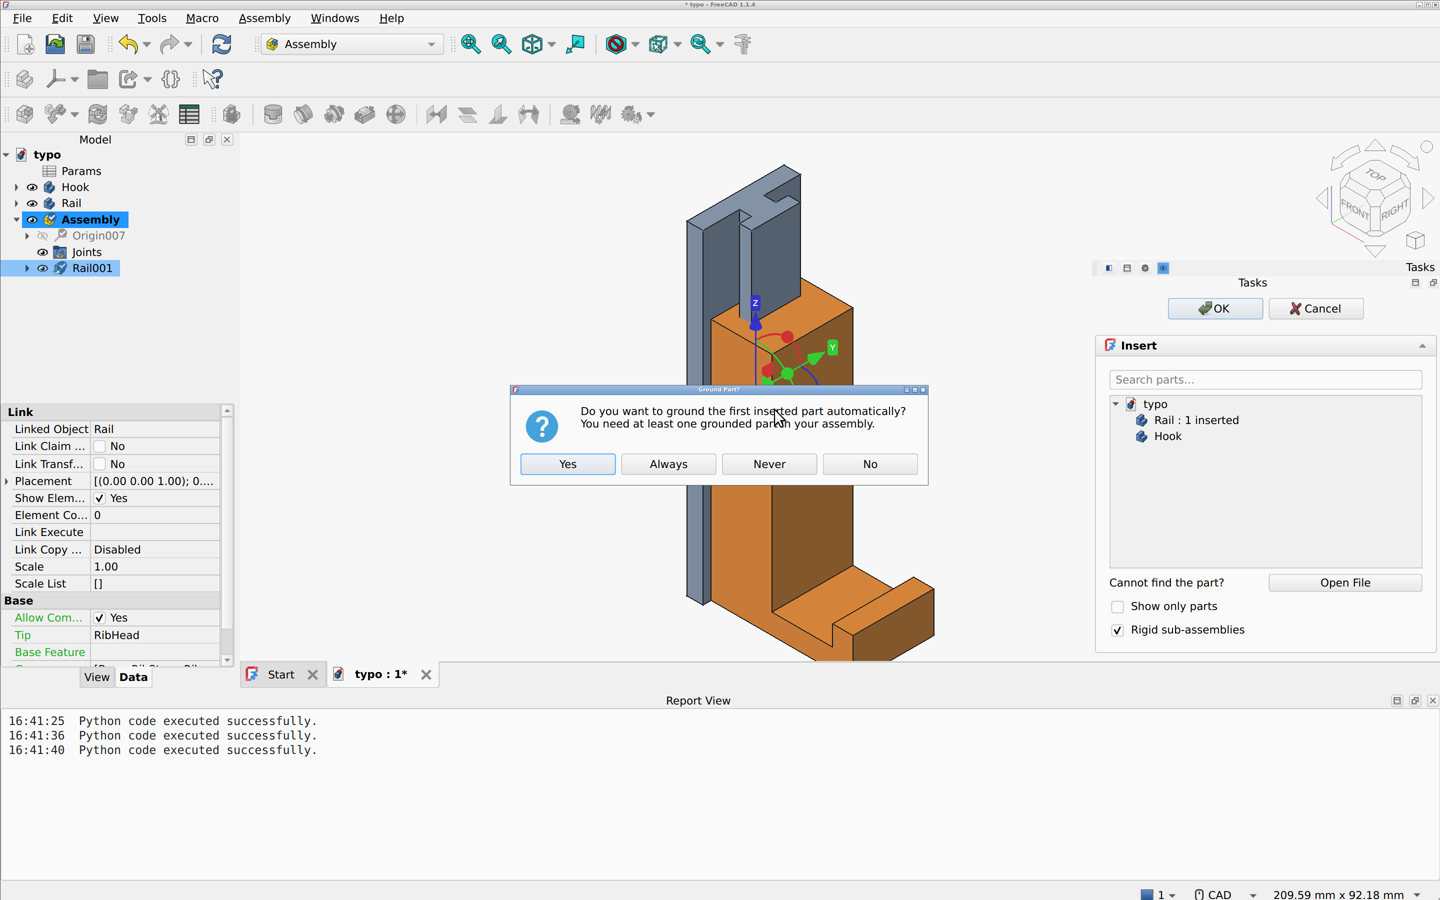 * typo - FreeCAD 1.1.4
File Edit View Tools Macro Assembly Windows Help
Assembly
Model
typo
Params
Hook
Rail
Assembly
Origin007
Joints
Rail001
Link
Linked Object Rail
Link Claim ... No
Link Transf... No
Placement [(0.00 0.00 1.00); 0....
Show Elem... Yes
Element Co... 0
Link Execute
Link Copy ... Disabled
Scale 1.00
Scale List []
Base
Allow Com... Yes
Tip RibHead
Base Feature
View Data
Z
Y
TOP
FRONT
RIGHT
Ground Part?
Do you want to ground the first inserted part automatically?
You need at least one grounded part in your assembly.
Yes Always Never No
Tasks
Tasks
OK Cancel
Insert
Search parts...
typo
Rail : 1 inserted
Hook
Cannot find the part? Open File
Show only parts
Rigid sub-assemblies
Start typo : 1*
Report View
16:41:25 Python code executed successfully.
16:41:36 Python code executed successfully.
16:41:40 Python code executed successfully.
1 CAD 209.59 mm x 92.18 mm